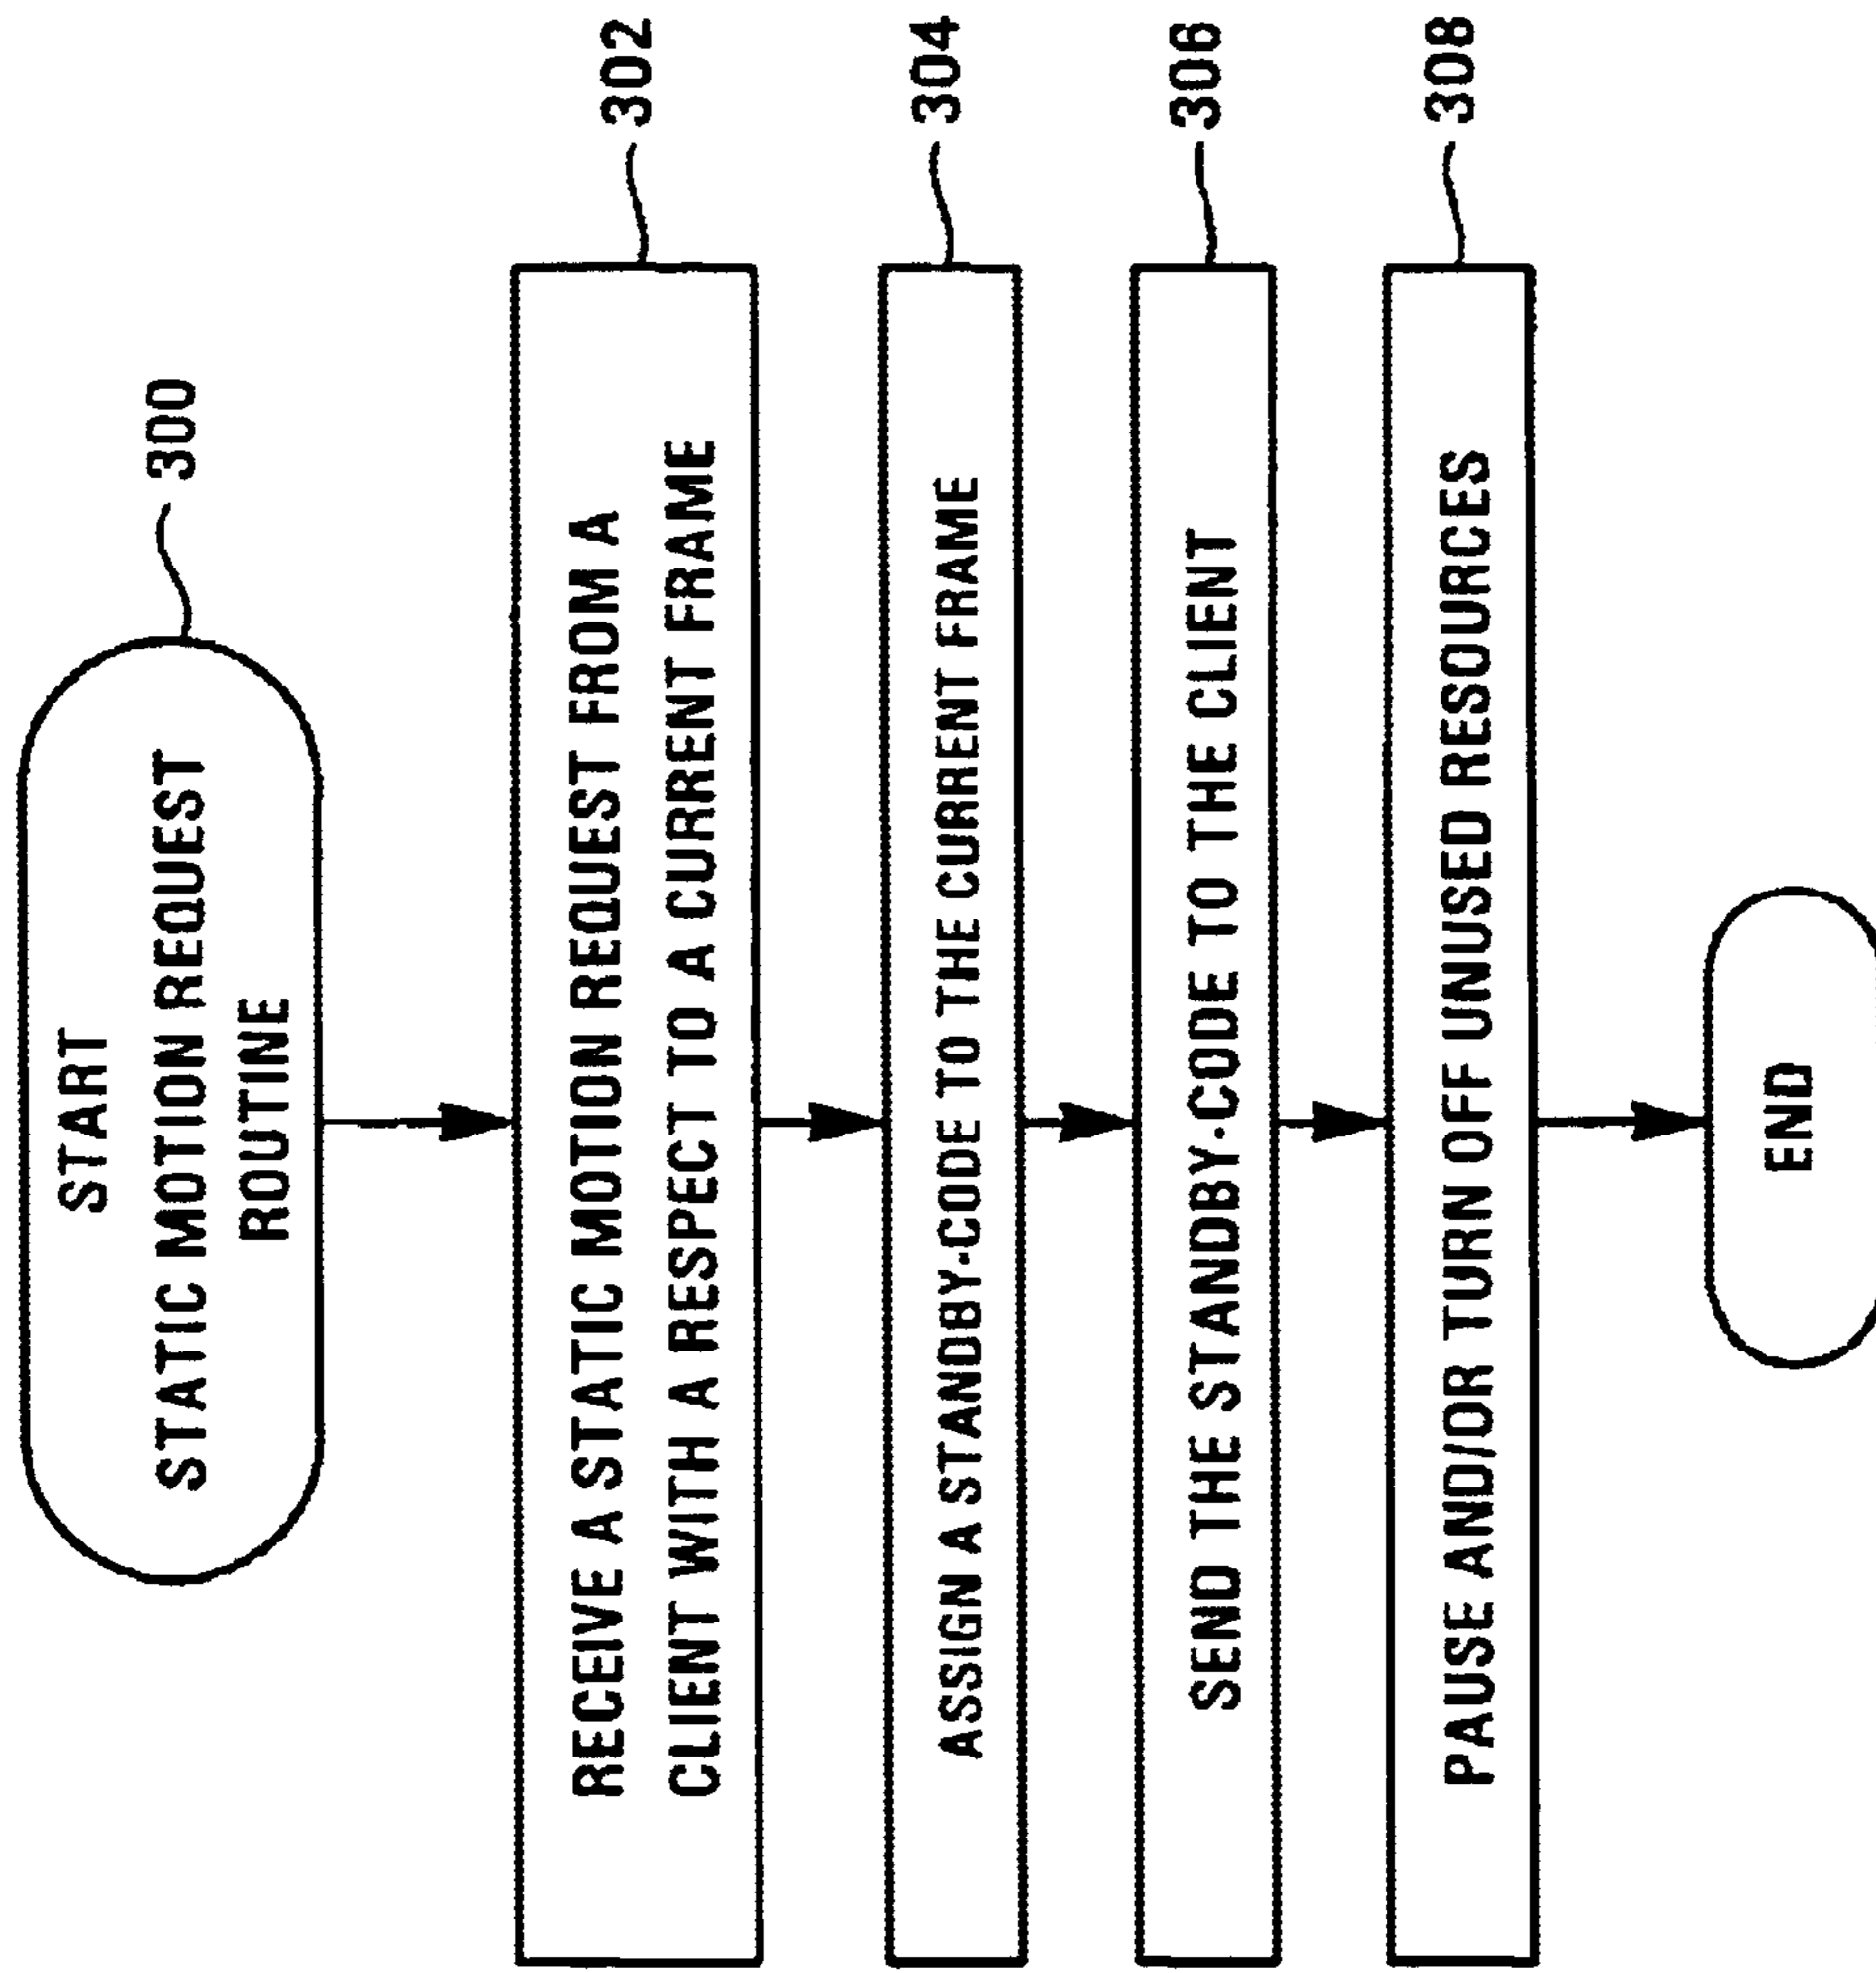 START
STATIC MOTION REQUEST
ROUTINE
300
RECEIVE A STATIC MOTION REQUEST FROM A
CLIENT WITH A RESPECT TO A CURRENT FRAME
302
ASSIGN A STANDBY-CODE TO THE CURRENT FRAME
304
SEND THE STANDBY-CODE TO THE CLIENT
306
PAUSE AND/OR TURN OFF UNUSED RESOURCES
308
END